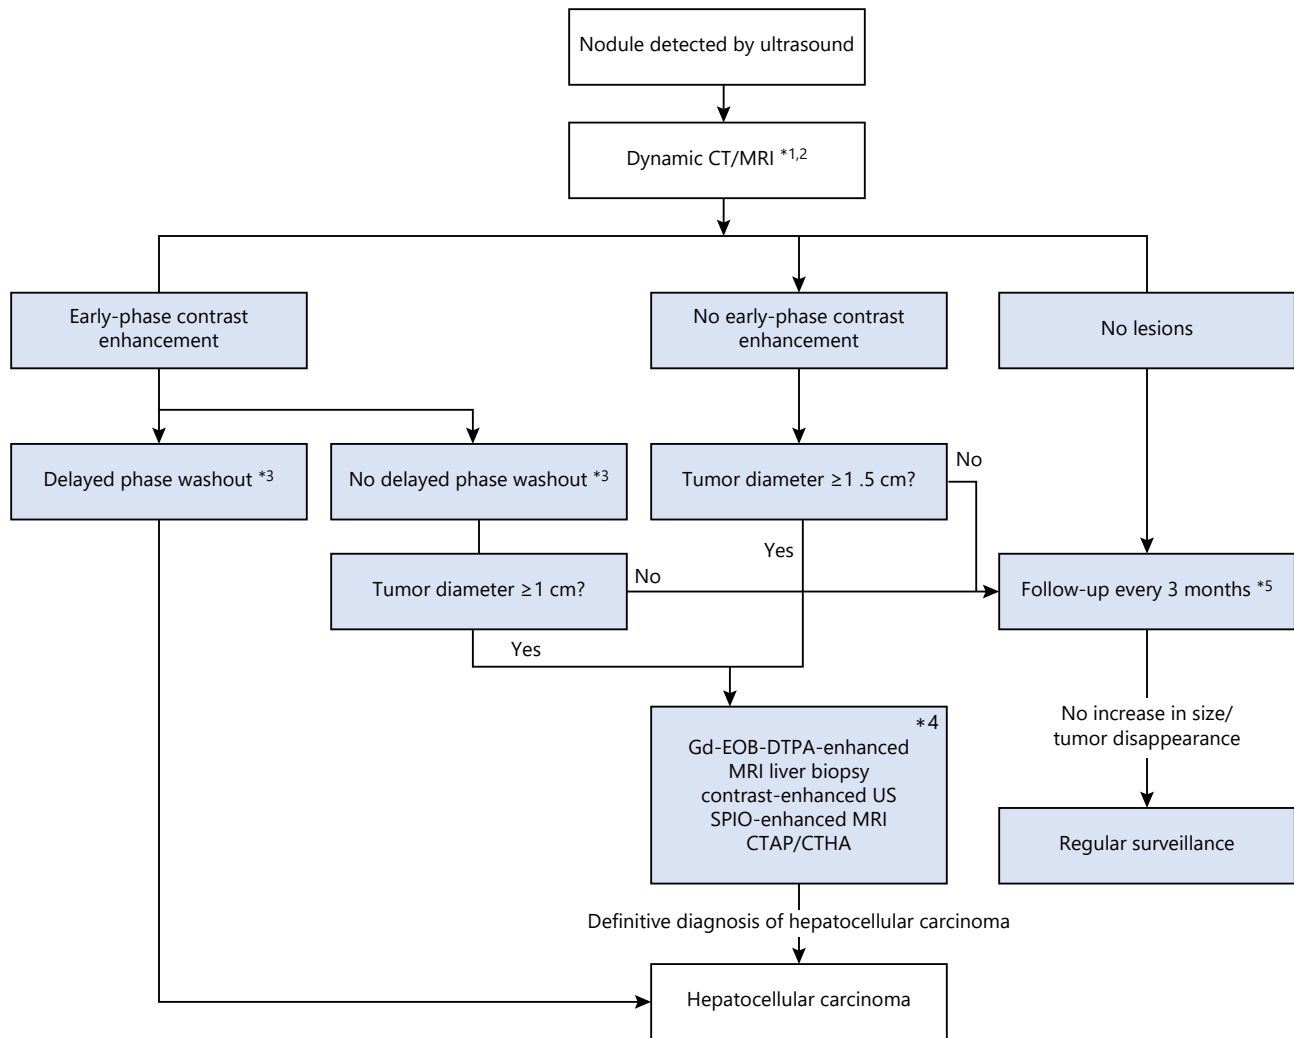 Nodule detected by ultrasound
Dynamic CT/MRI *1,2
Early-phase contrast
enhancement
No early-phase contrast
enhancement
No lesions
Delayed phase washout *3
No delayed phase washout *3
Tumor diameter ≥1 .5 cm?
No
Yes
Tumor diameter ≥1 cm?
No
Follow-up every 3 months *5
Yes
*4
Gd-EOB-DTPA-enhanced
MRI liver biopsy
contrast-enhanced US
SPIO-enhanced MRI
CTAP/CTHA
No increase in size/
tumor disappearance
Regular surveillance
Definitive diagnosis of hepatocellular carcinoma
Hepatocellular carcinoma